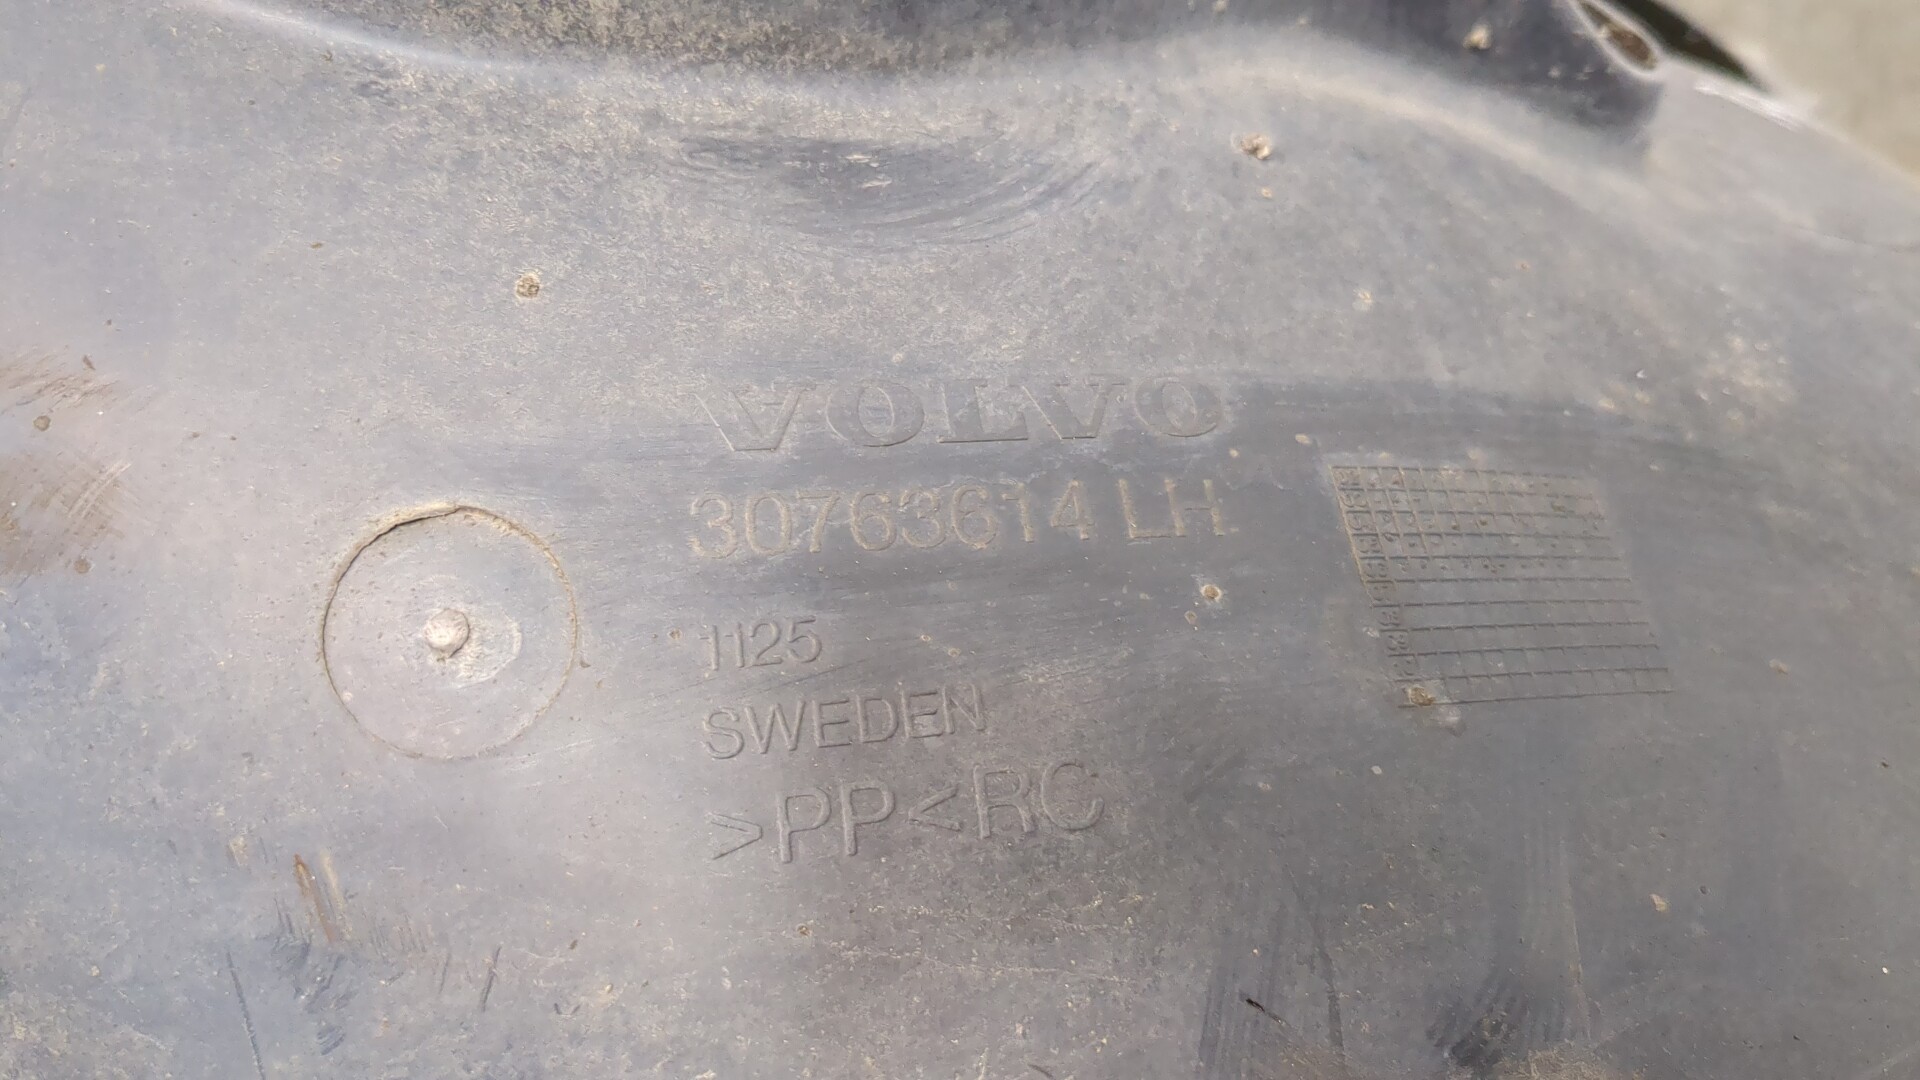 VOLVO
30763614 LH
1125
SWEDEN
>PP<RC